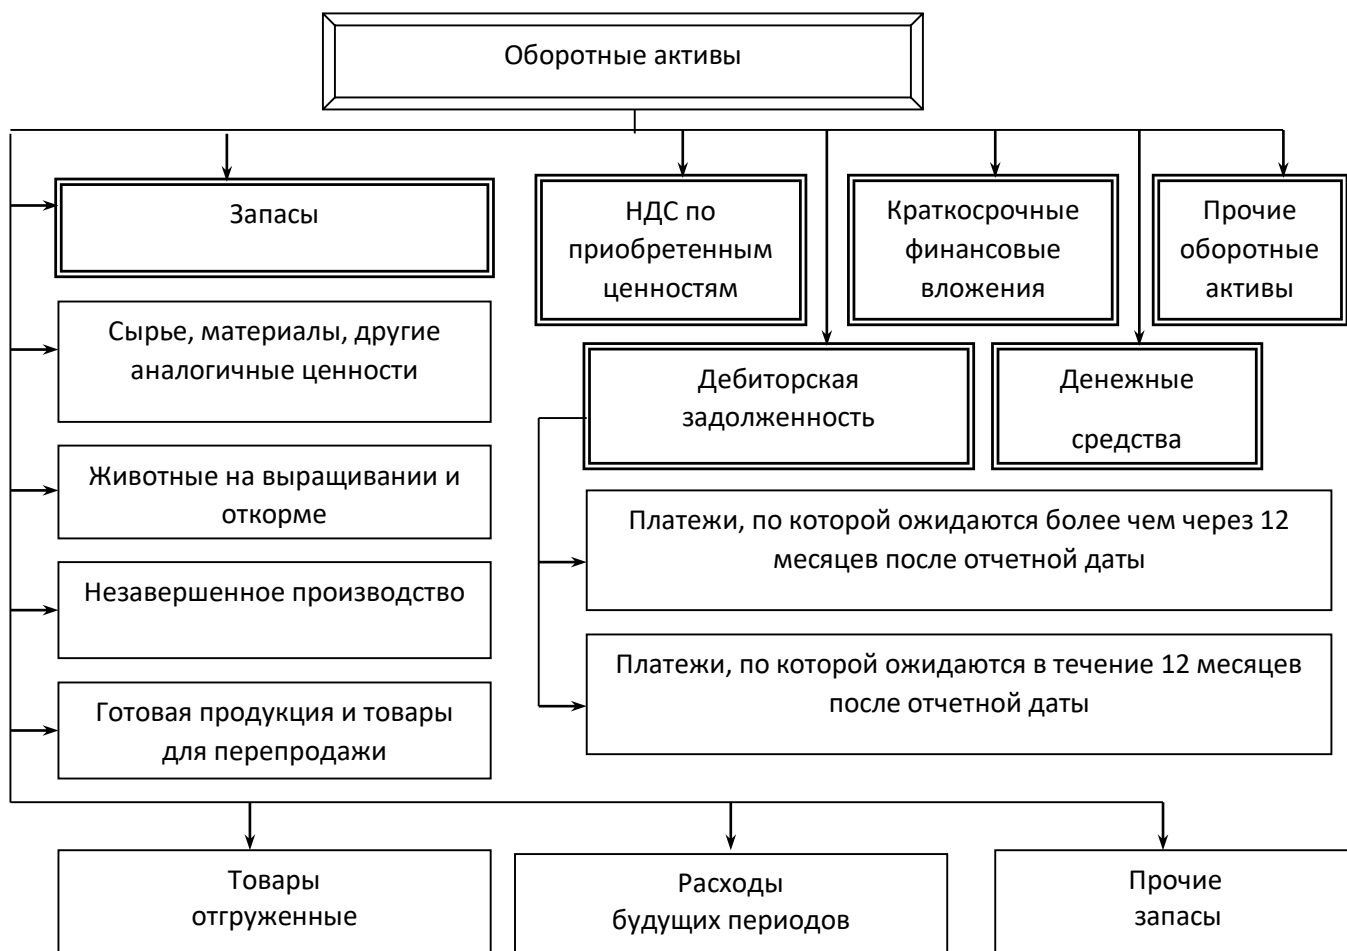 Оборотные активы
Запасы
НДС по
приобретенным
ценностям
Краткосрочные
финансовые
вложения
Прочие
оборотные
активы
Сырье, материалы, другие
аналогичные ценности
Дебиторская
задолженность
Денежные
средства
Животные на выращивании и
откорме
Платежи, по которой ожидаются более чем через 12
месяцев после отчетной даты
Незавершенное производство
Платежи, по которой ожидаются в течение 12 месяцев
после отчетной даты
Готовая продукция и товары
для перепродажи
Товары
отгруженные
Расходы
будущих периодов
Прочие
запасы